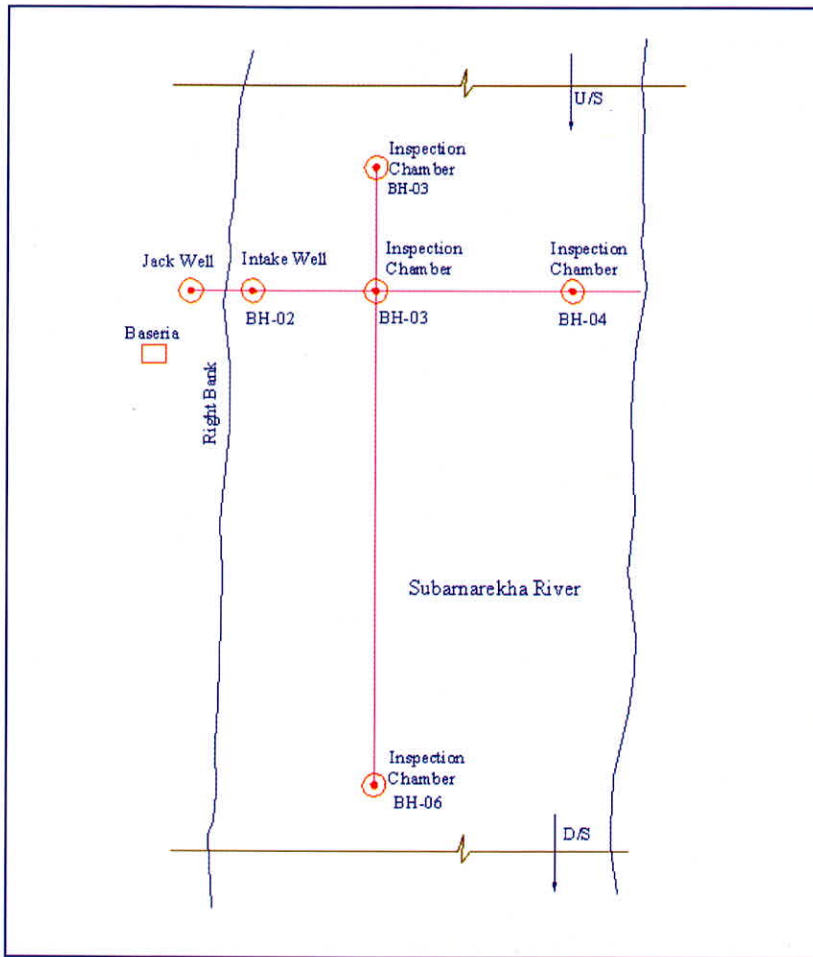 U/S
Inspection
Chamber
BH-03
Jack Well
Intake Well
Inspection
Chamber
Inspection
Chamber
BH-02
BH-03
BH-04
Baseria
Right Bank
Subarnarekha River
Inspection
Chamber
BH-06
D/S